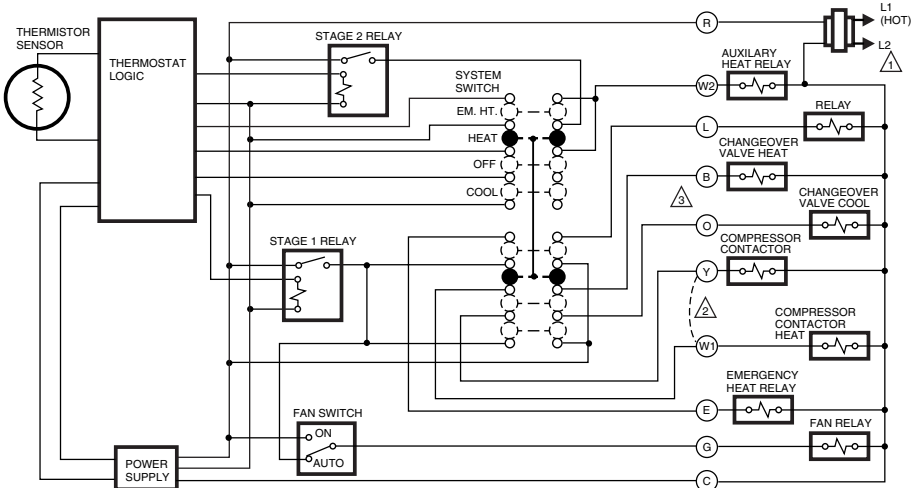 L1
(HOT)
R
L2
1
THERMISTOR
SENSOR
THERMOSTAT
LOGIC
STAGE 2 RELAY
AUXILARY
HEAT RELAY
W2
SYSTEM
SWITCH
EM. HT.
HEAT
OFF
COOL
RELAY
L
CHANGEOVER
VALVE HEAT
B
3
CHANGEOVER
VALVE COOL
O
STAGE 1 RELAY
COMPRESSOR
CONTACTOR
Y
2
COMPRESSOR
CONTACTOR
HEAT
W1
EMERGENCY
HEAT RELAY
E
FAN SWITCH
ON
AUTO
FAN RELAY
G
POWER
SUPPLY
C